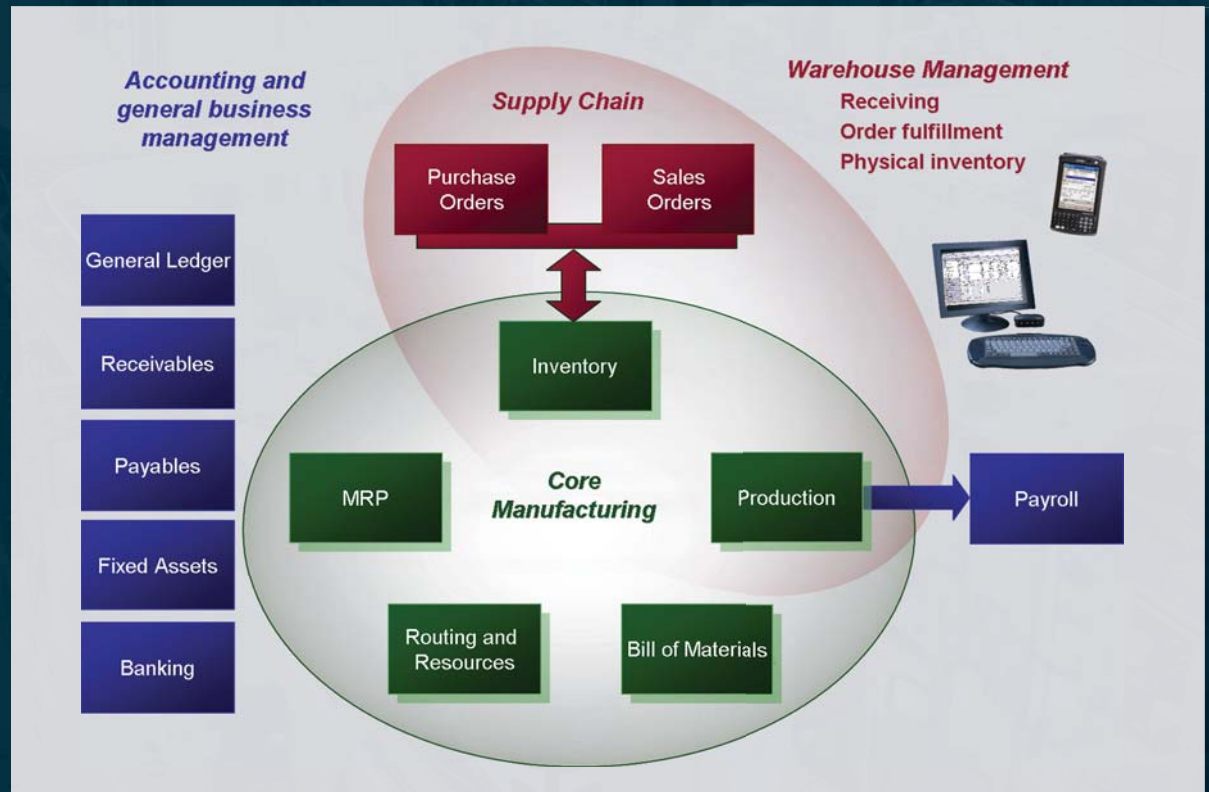 Accounting and
general business
management
Supply Chain
Warehouse Management
Receiving
Order fulfillment
Physical inventory
Purchase
Orders
Sales
Orders
General Ledger
Receivables
Inventory
Payables
MRP
Core
Manufacturing
Production
Payroll
Fixed Assets
Routing and
Resources
Bill of Materials
Banking